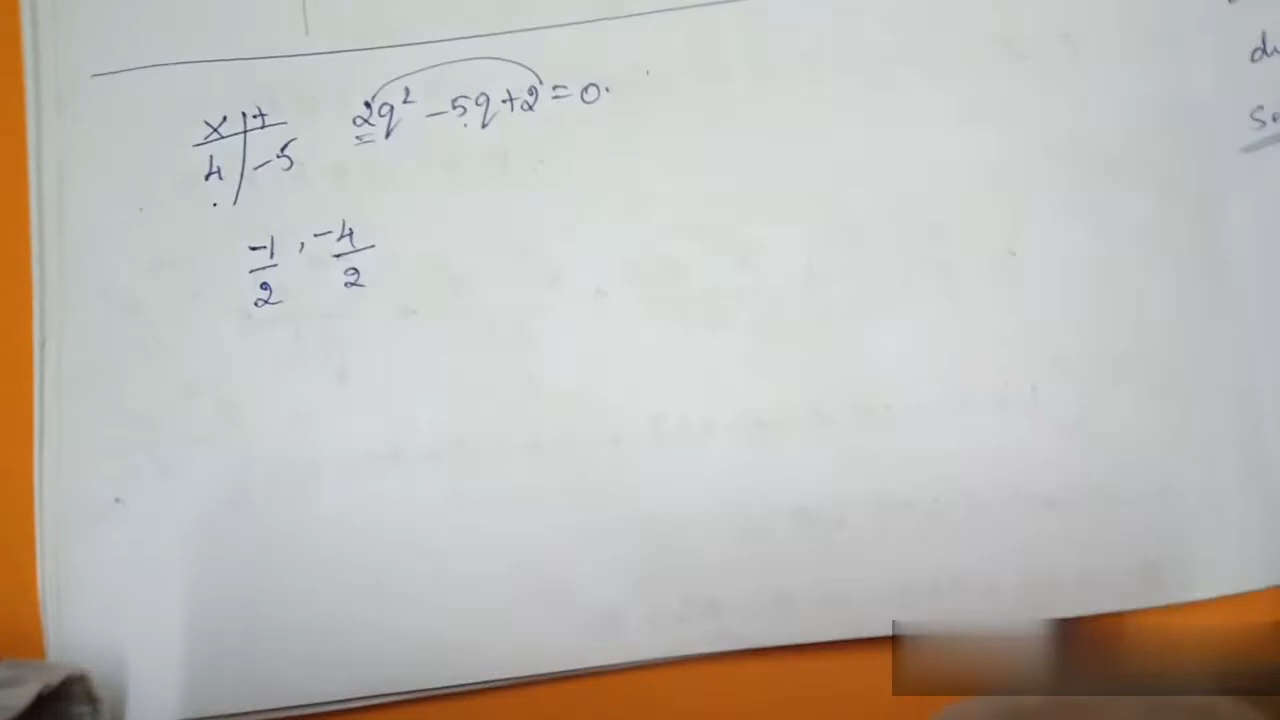 × | + 2q² - 5q + 2 = 0.
4 | -5
-1/2 , -4/2